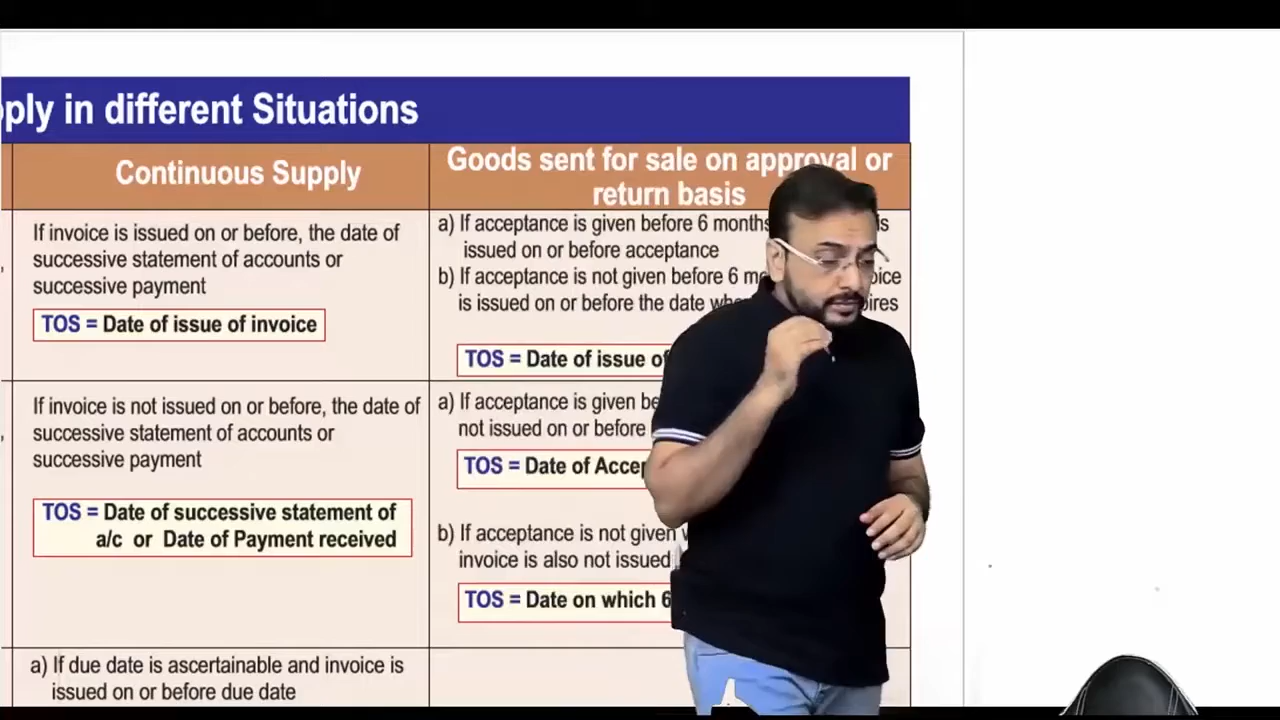 ply in different Situations
Continuous Supply
Goods sent for sale on approval or
return basis
If invoice is issued on or before, the date of
successive statement of accounts or
successive payment
TOS = Date of issue of invoice
a) If acceptance is given before 6 months
issued on or before acceptance
b) If acceptance is not given before 6
is issued on or before the date
TOS = Date of issue of
If invoice is not issued on or before, the date of
successive statement of accounts or
successive payment
TOS = Date of successive statement of
a/c or Date of Payment received
a) If acceptance is given
not issued on or before
TOS = Date of
b) If acceptance is not given
invoice is also not issued
TOS = Date on which 6
a) If due date is ascertainable and invoice is
issued on or before due date